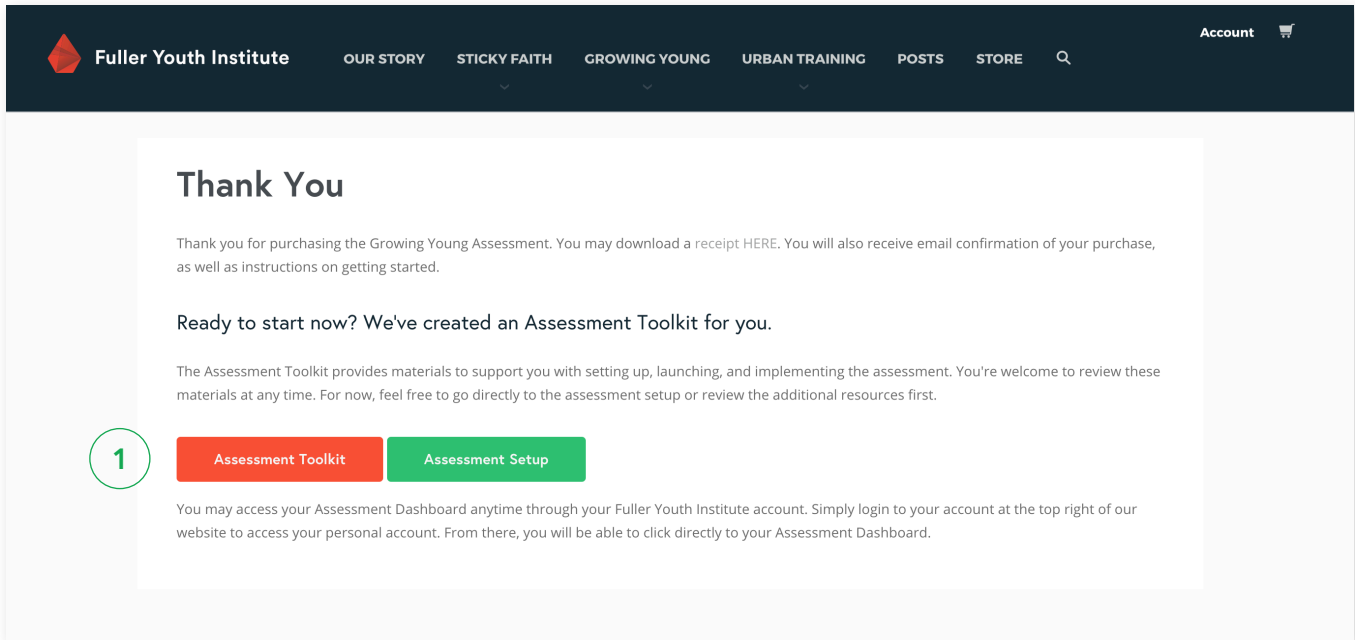 Account
Fuller Youth Institute OUR STORY STICKY FAITH GROWING YOUNG URBAN TRAINING POSTS STORE
Thank You
Thank you for purchasing the Growing Young Assessment. You may download a receipt HERE. You will also receive email confirmation of your purchase,
as well as instructions on getting started.
Ready to start now? We've created an Assessment Toolkit for you.
The Assessment Toolkit provides materials to support you with setting up, launching, and implementing the assessment. You're welcome to review these
materials at any time. For now, feel free to go directly to the assessment setup or review the additional resources first.
1 Assessment Toolkit Assessment Setup
You may access your Assessment Dashboard anytime through your Fuller Youth Institute account. Simply login to your account at the top right of our
website to access your personal account. From there, you will be able to click directly to your Assessment Dashboard.